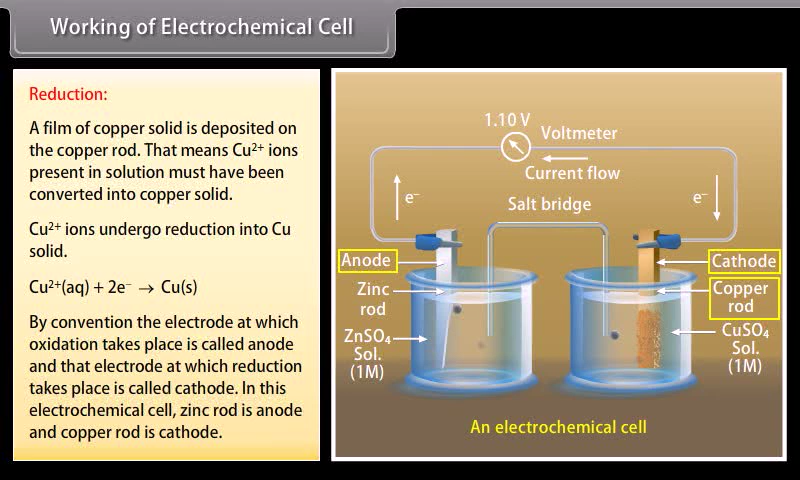 Working of Electrochemical Cell
Reduction:
A film of copper solid is deposited on
the copper rod. That means Cu²⁺ ions
present in solution must have been
converted into copper solid.
Cu²⁺ ions undergo reduction into Cu
solid.
Cu²⁺(aq) + 2e⁻ → Cu(s)
By convention the electrode at which
oxidation takes place is called anode
and that electrode at which reduction
takes place is called cathode. In this
electrochemical cell, zinc rod is anode
and copper rod is cathode.
1.10 V
Voltmeter
Current flow
e⁻
e⁻
Salt bridge
Anode
Cathode
Zinc
rod
Copper
rod
ZnSO₄
Sol.
(1M)
CuSO₄
Sol.
(1M)
An electrochemical cell